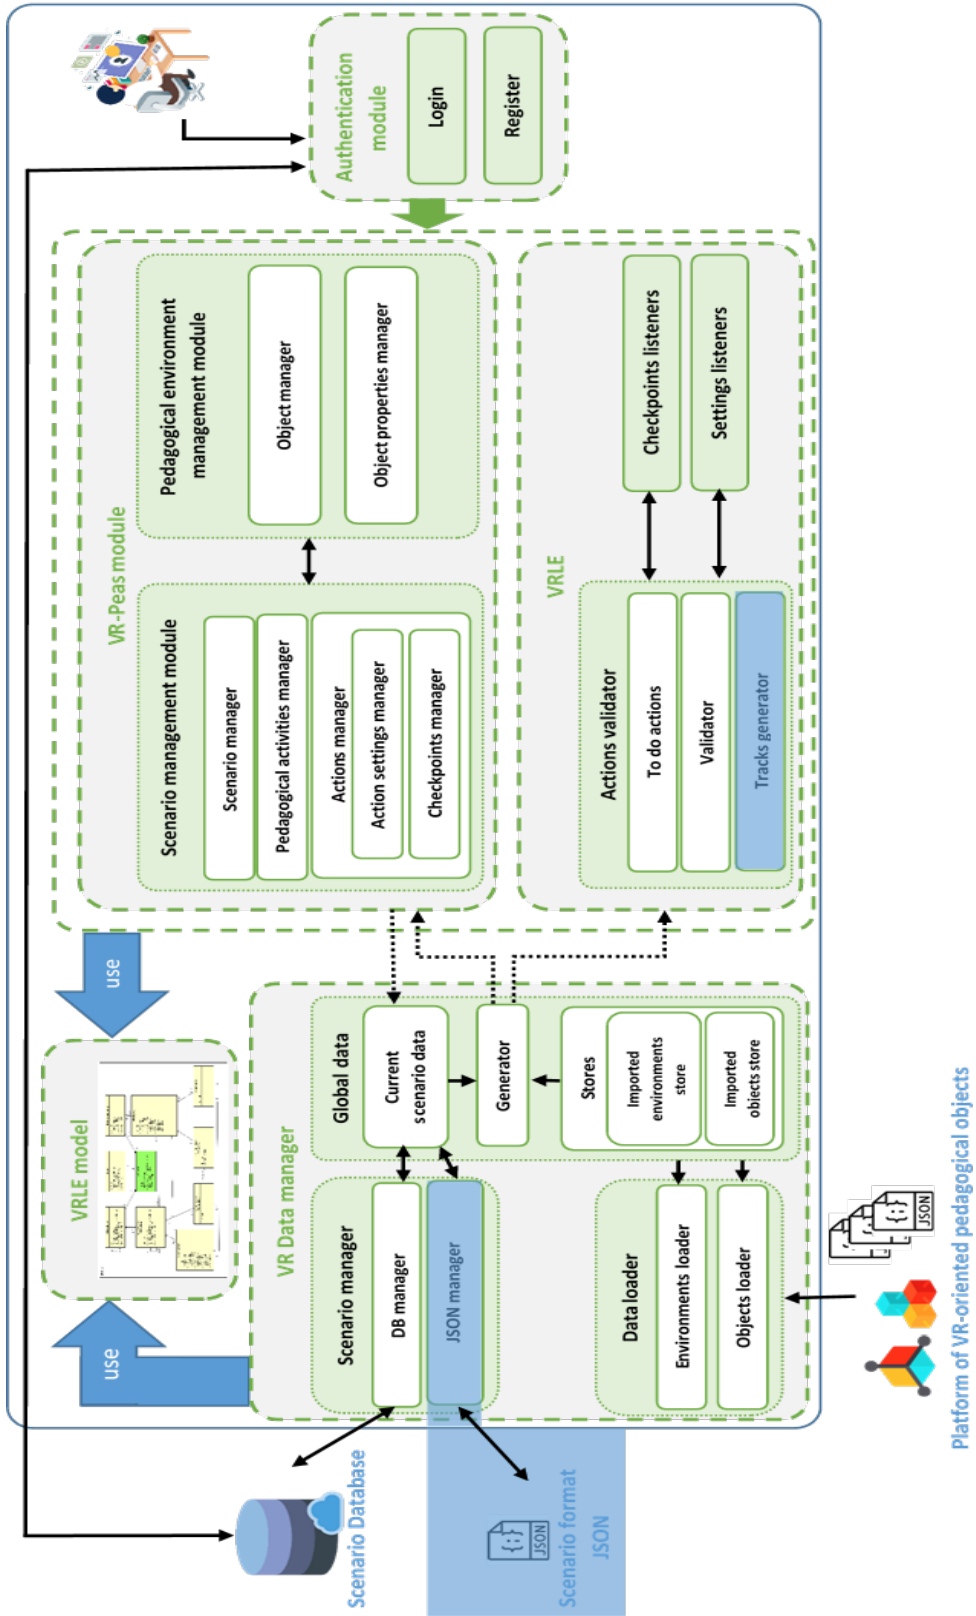 Scenario Database
Scenario format
JSON
JSON
use
VRLE model
use
VR Data manager
Scenario manager
DB manager
JSON manager
Global data
Current
scenario data
Generator
Stores
Imported
environments
store
Imported
objects store
Data loader
Environments loader
Objects loader
JSON
Platform of VR-oriented pedagogical objects
VR-Peas module
Scenario management module
Scenario manager
Pedagogical activities manager
Actions manager
Action settings manager
Checkpoints manager
Pedagogical environment
management module
Object manager
Object properties manager
VRLE
Actions validator
To do actions
Validator
Tracks generator
Checkpoints listeners
Settings listeners
Authentication
module
Login
Register